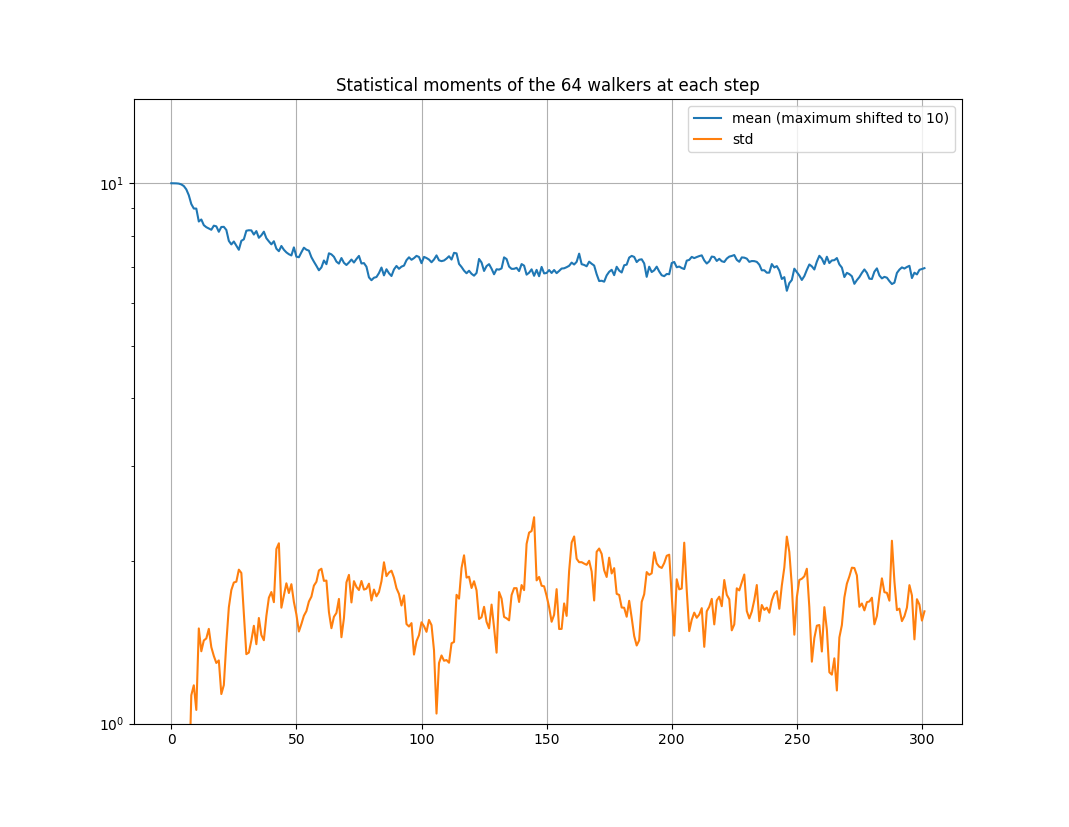 Statistical moments of the 64 walkers at each step
mean (maximum shifted to 10)
std
10¹
10⁰
0 50 100 150 200 250 300